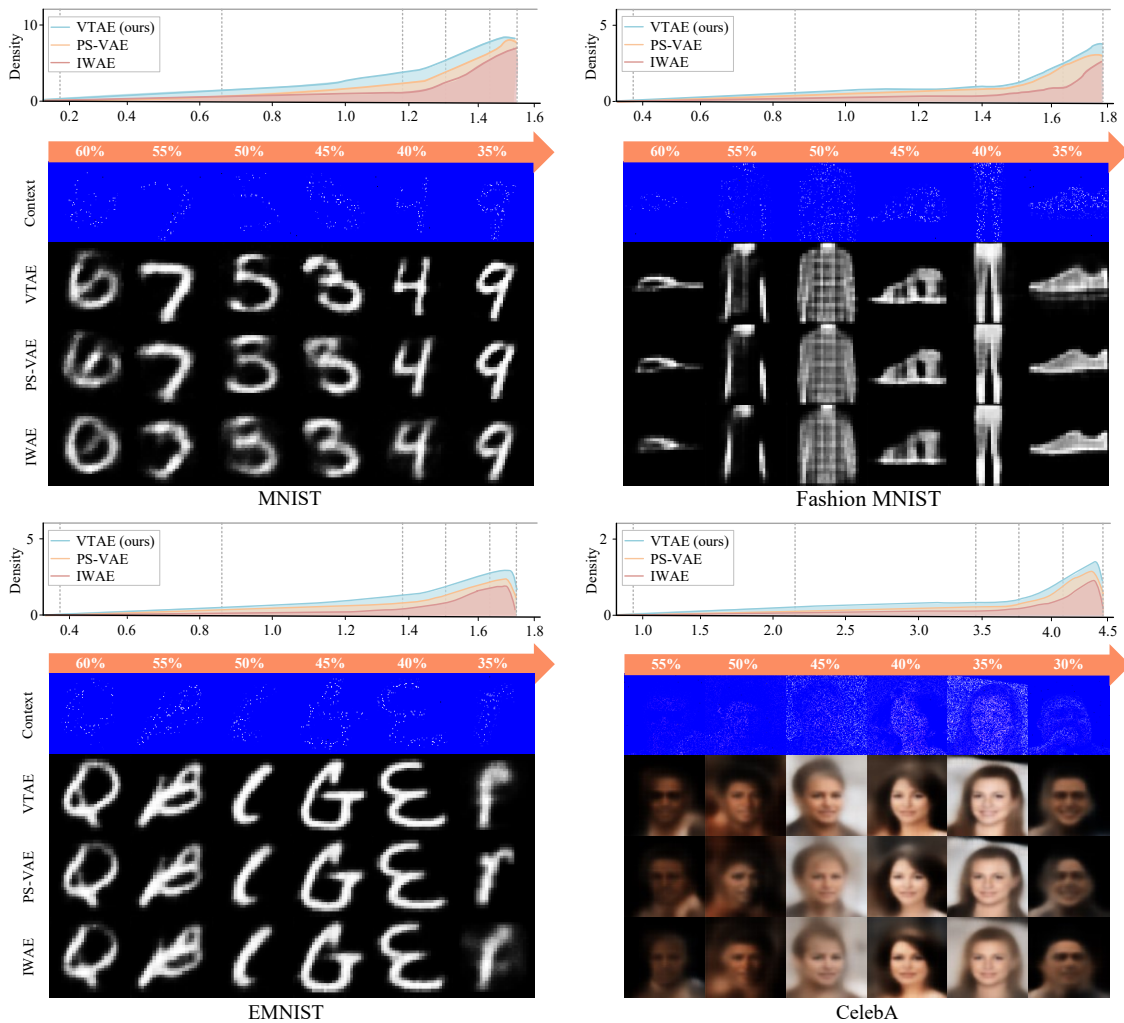 10
Density
0
VTAE (ours)
PS-VAE
IWAE
0.2 0.4 0.6 1.0 1.2 1.4 1.6
60% 55% 50% 45% 40% 35%
Context
VTAE
PS-VAE
IWAE
MNIST
5
Density
0
VTAE (ours)
PS-VAE
IWAE
0.4 0.6 1.0 1.4 1.6 1.8
60% 55% 50% 45% 40% 35%
Fashion MNIST
5
Density
0
VTAE (ours)
PS-VAE
IWAE
0.4 0.6 0.8 1.0 1.2 1.4 1.6 1.8
60% 55% 50% 45% 40% 35%
Context
VTAE
PS-VAE
IWAE
EMNIST
2
Density
0
VTAE (ours)
PS-VAE
IWAE
1.0 1.5 2.0 2.5 3.0 3.5 4.0 4.5
55% 50% 45% 40% 35% 30%
CelebA